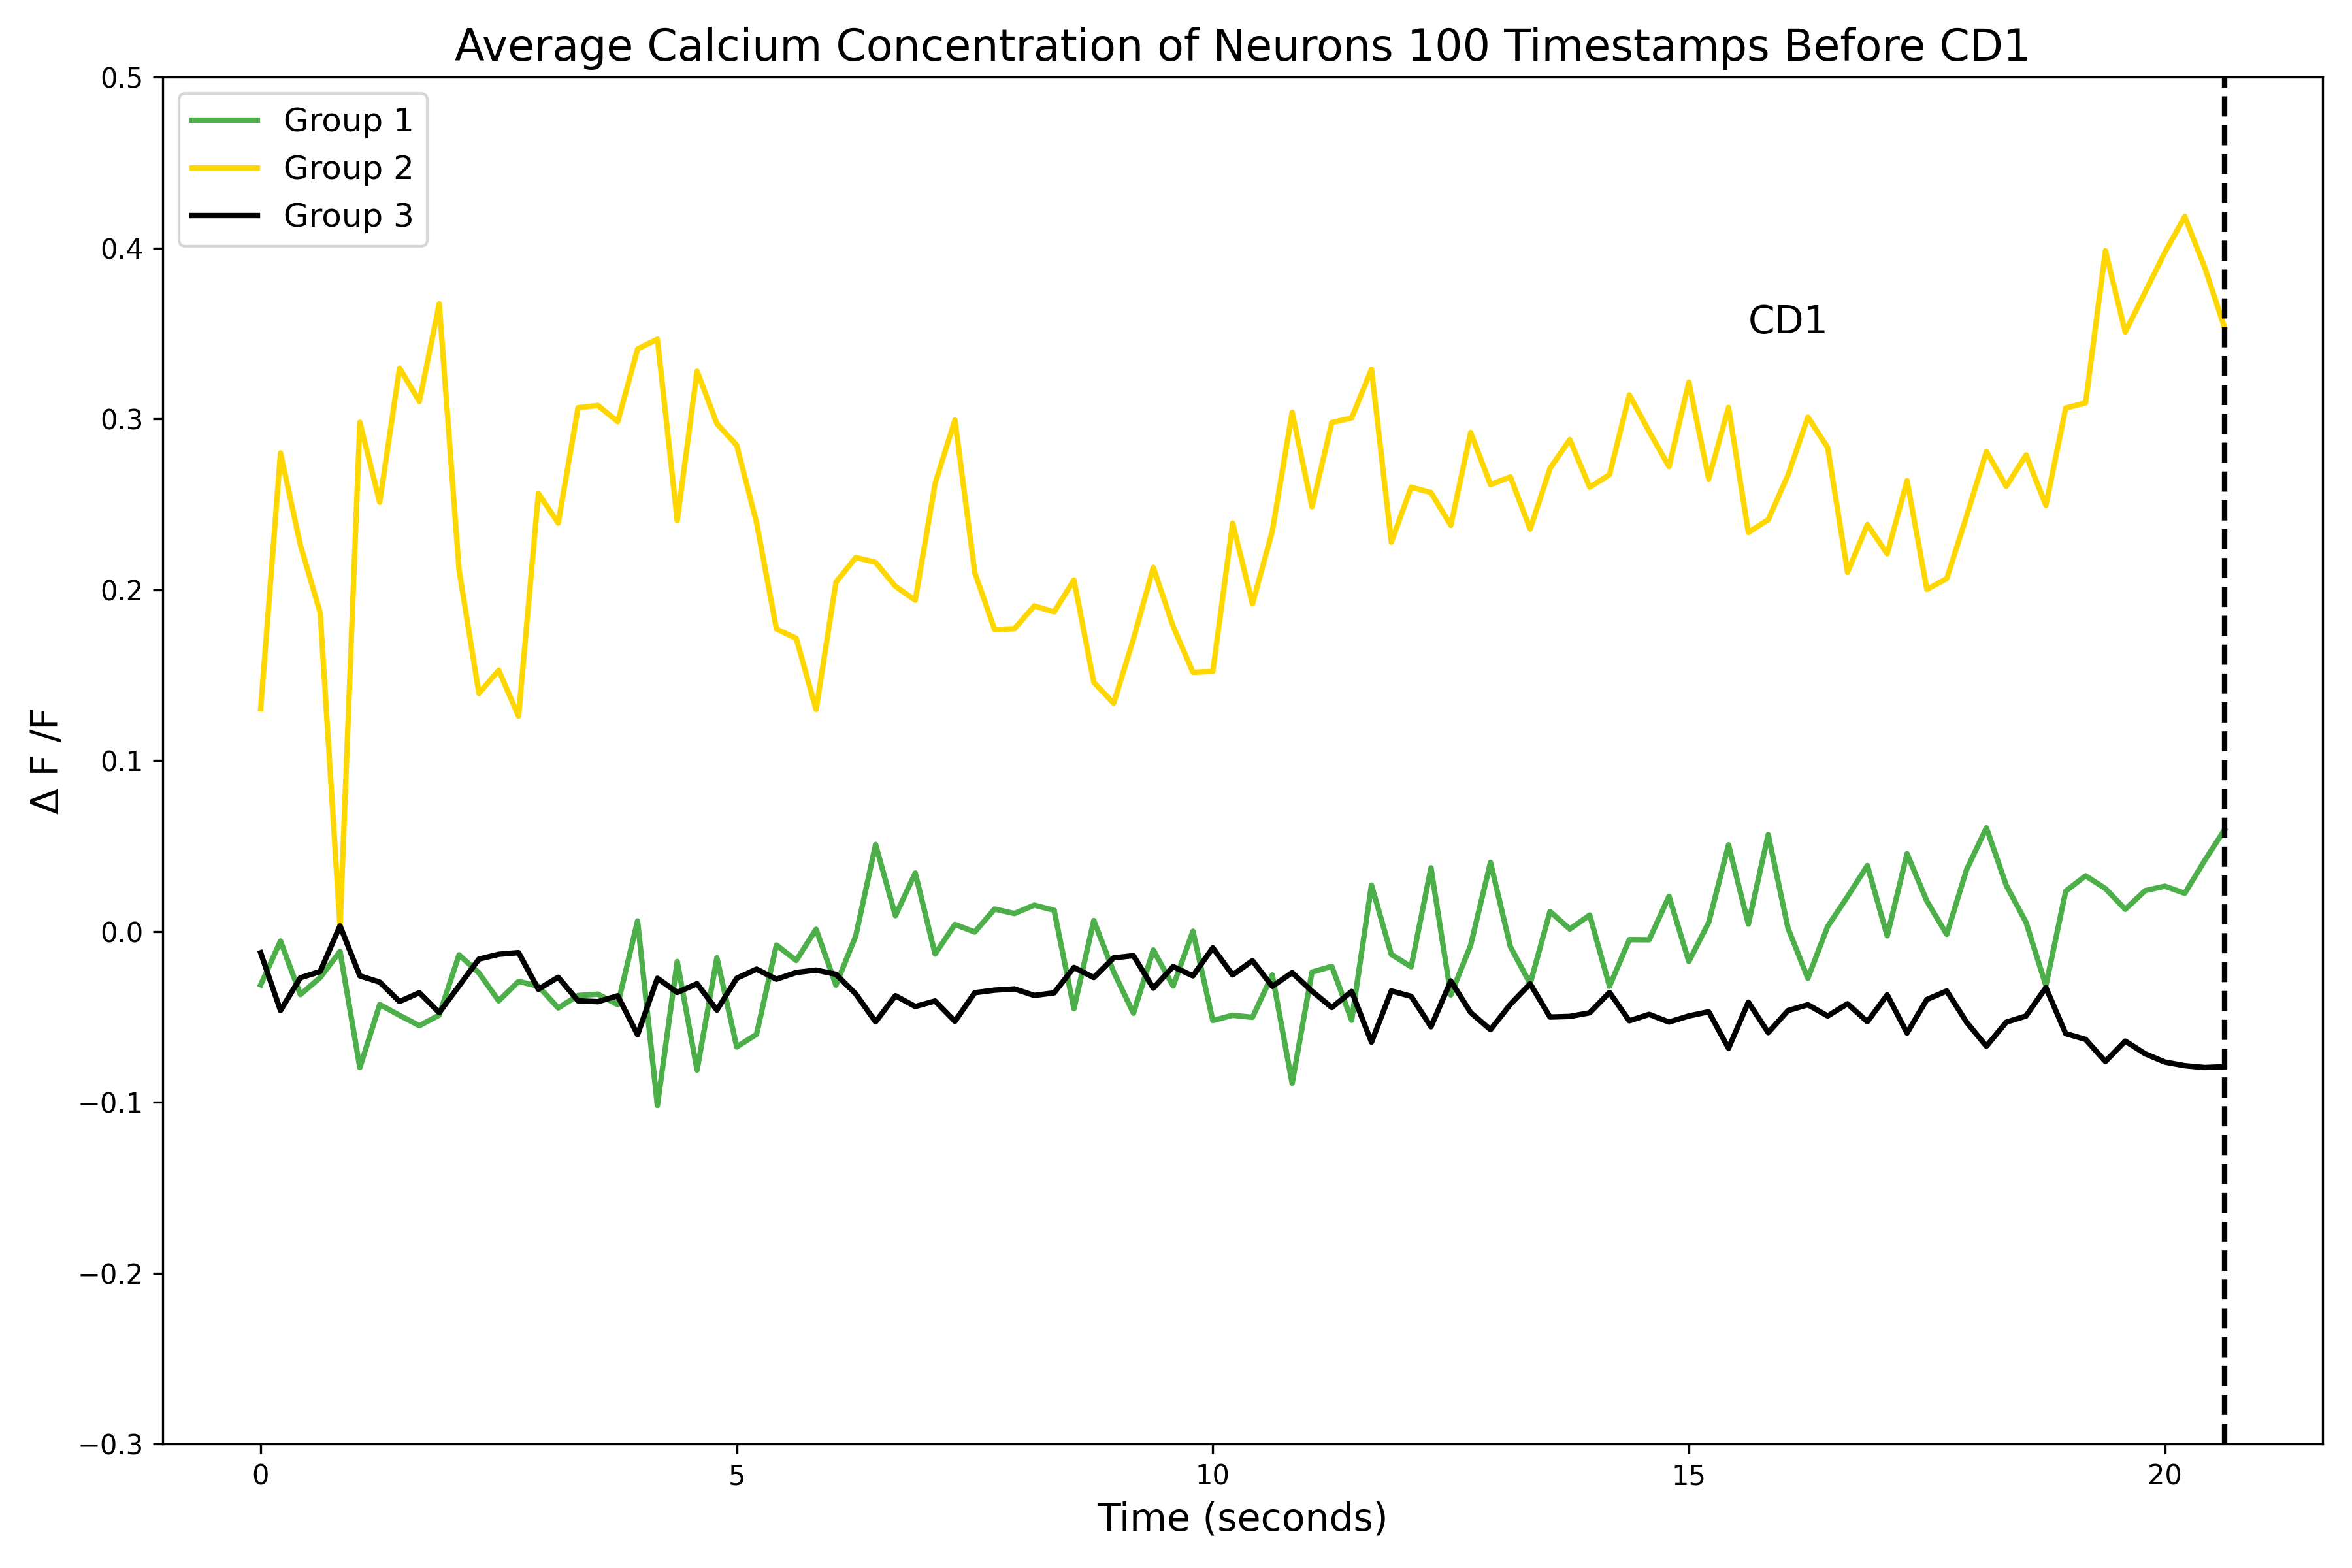 Average Calcium Concentration of Neurons 100 Timestamps Before CD1
0.5
Group 1
Group 2
Group 3
0.4
CD1
0.3
0.2
Δ F /F
0.1
0.0
−0.1
−0.2
−0.3
0 5 10 15 20
Time (seconds)